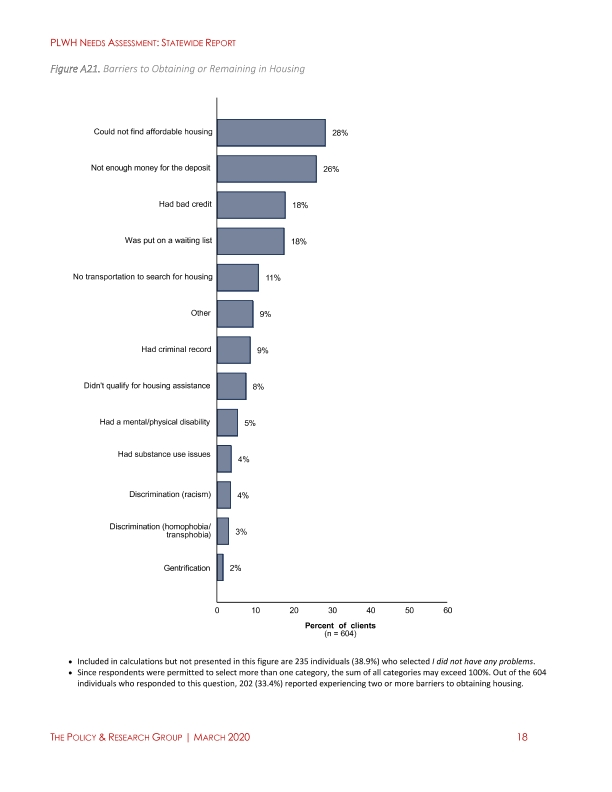 PLWH NEEDS ASSESSMENT: STATEWIDE REPORT
Figure A21. Barriers to Obtaining or Remaining in Housing
Could not find affordable housing 28%
Not enough money for the deposit 26%
Had bad credit 18%
Was put on a waiting list 18%
No transportation to search for housing 11%
Other 9%
Had criminal record 9%
Didn't qualify for housing assistance 8%
Had a mental/physical disability 5%
Had substance use issues 4%
Discrimination (racism) 4%
Discrimination (homophobia/
transphobia) 3%
Gentrification 2%
0 10 20 30 40 50 60
Percent of clients
(n = 604)
• Included in calculations but not presented in this figure are 235 individuals (38.9%) who selected I did not have any problems.
• Since respondents were permitted to select more than one category, the sum of all categories may exceed 100%. Out of the 604
individuals who responded to this question, 202 (33.4%) reported experiencing two or more barriers to obtaining housing.
THE POLICY & RESEARCH GROUP | MARCH 2020 18